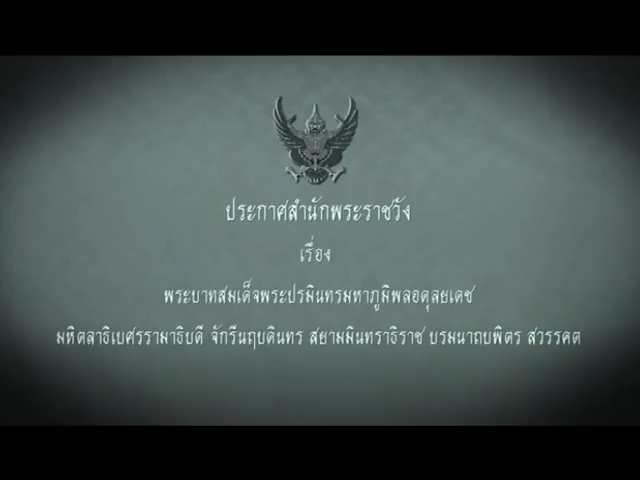 ประกาศสำนักพระราชวัง
เรื่อง
พระบาทสมเด็จพระปรมินทรมหาภูมิพลอดุลยเดช
มหิตลาธิเบศรรามาธิบดี จักรีนฤบดินทร สยามมินทราธิราช บรมนาถบพิตร สวรรคต